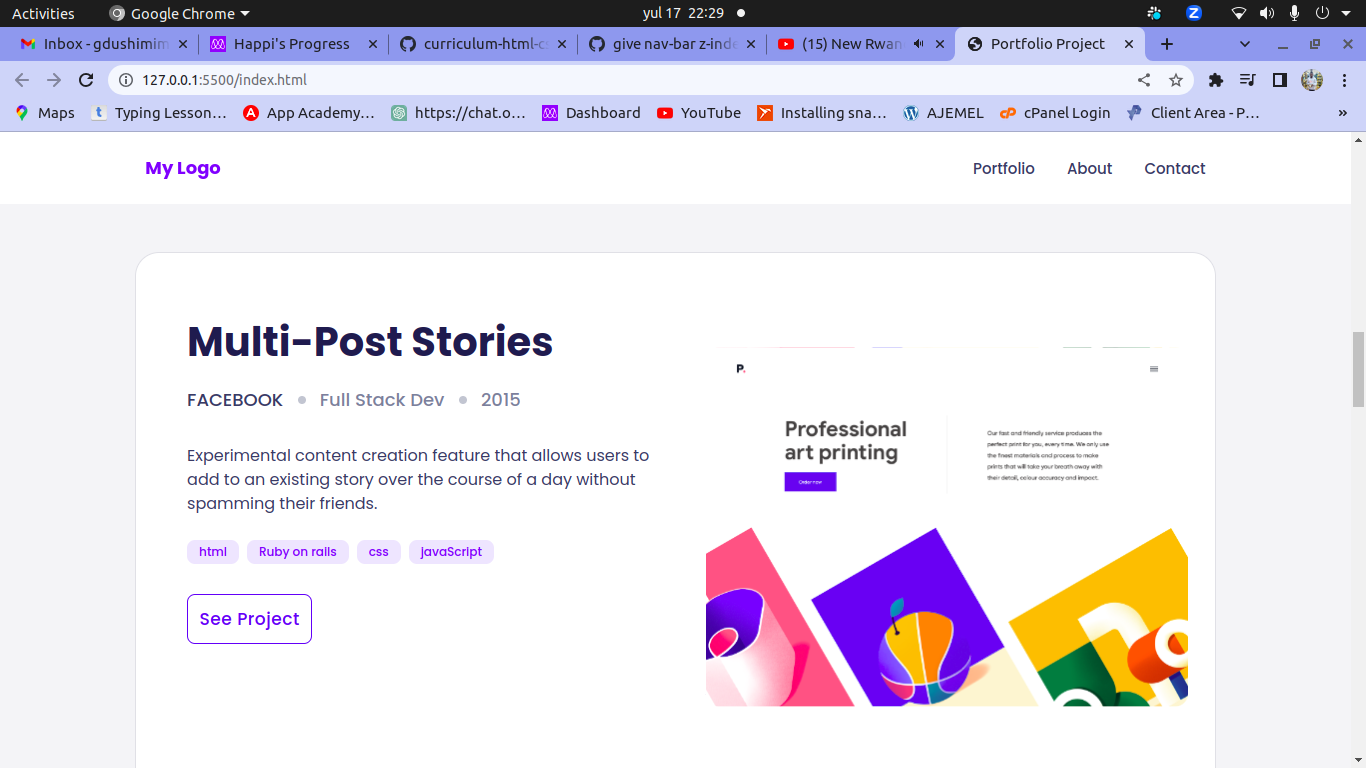 Activities
Google Chrome
yul 17 22:29
Inbox - gdushimim
Happi's Progress
curriculum-html-cs
give nav-bar z-inde
(15) New Rwan
Portfolio Project
127.0.0.1:5500/index.html
Maps
Typing Lesson…
App Academy…
https://chat.o…
Dashboard
YouTube
Installing sna…
AJEMEL
cPanel Login
Client Area - P…
»
My Logo
Portfolio
About
Contact
Multi-Post Stories
FACEBOOK
Full Stack Dev
2015
Experimental content creation feature that allows users to
add to an existing story over the course of a day without
spamming their friends.
html
Ruby on rails
css
javaScript
See Project
P.
Professional
art printing
Order now
Our fast and friendly service produces the
perfect print for you, every time. We only use
the finest materials and process to make
prints that will take your breath away with
their detail, colour accuracy and impact.